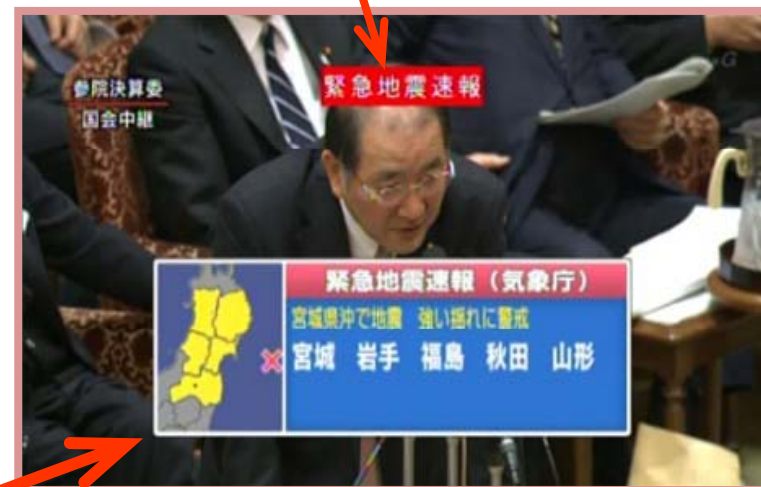 緊急地震速報
参院決算委
国会中継
緊急地震速報(気象庁)
宮城県沖で地震 強い揺れに警戒
宮城 岩手 福島 秋田 山形